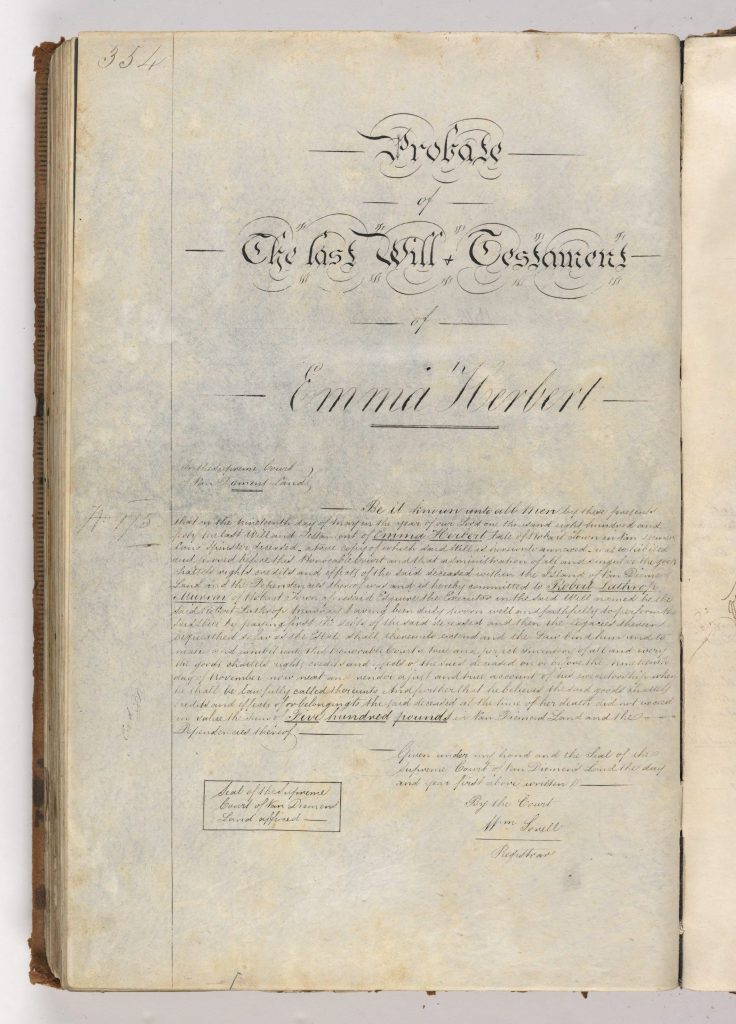 354
Probate
of
The last Will & Testament
of
Emma Herbert
In the Supreme Court
Van Diemens Land
Be it known unto all Men by these presents
that on the nineteenth day of May in the year of our Lord one thousand eight hundred and
fifty the last Will and Testament of Emma Herbert late of Hobart Town in Van Diemens
Land Spinster deceased a copy of which said Will is hereunto annexed was exhibited
and proved before this Honorable Court and that administration of all and singular the goods
chattels rights credits and effects of the said deceased within the Island of Van Diemens
Land and the Dependencies thereof was and is hereby committed to Robert Lathrop
Murray of Hobart Town aforesaid Esquire the Executor in the said Will named he the
said Robert Lathrop Murray having been duly sworn well and faithfully to perform the
same by paying first the debts of the said deceased and then the legacies therein
bequeathed so far as the Estate shall thereunto extend and the Law bind him and to
make and exhibit unto this Honorable Court a true and perfect inventory of all and every
the goods chattels rights credits and effects of the said deceased on or before the nineteenth
day of November now next and render a just and true account of his executorship when
he shall be lawfully called thereunto And further that he believes the said goods chattels
credits and effects of or belonging to the said deceased at the time of her death did not exceed
in value the sum of Five hundred pounds in Van Diemens Land and the
Dependencies thereof
Given under my hand and the Seal of the
Supreme Court of Van Diemens Land the day
and year first above written
Seal of the Supreme
Court of Van Diemens
Land affixed
By the Court
Wm Sorell
Registrar